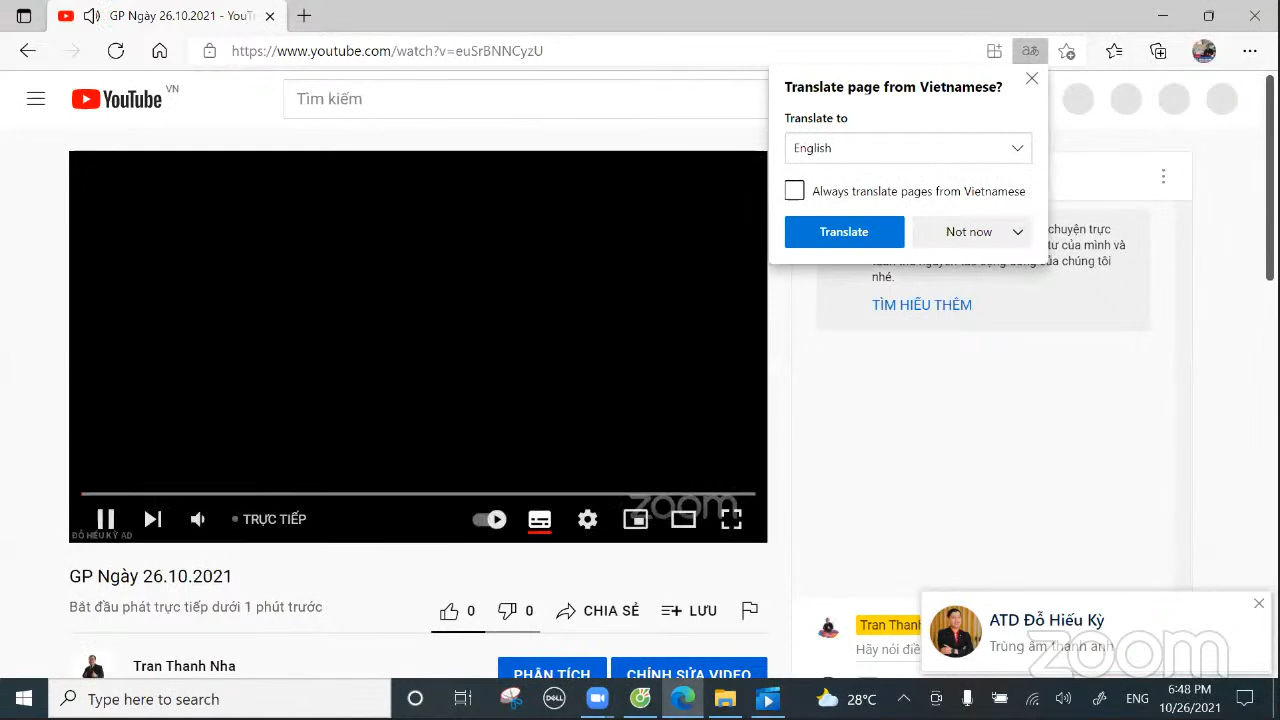 GP Ngày 26.10.2021 - YouT
https://www.youtube.com/watch?v=euSrBNNCyzU
YouTube VN
Tìm kiếm
Translate page from Vietnamese?
Translate to
English
Always translate pages from Vietnamese
Translate
Not now
chuyện trực
tư của mình và
của chúng tôi
nhé.
TÌM HIỂU THÊM
zoom
TRỰC TIẾP
ĐỖ HIẾU KỲ AD
GP Ngày 26.10.2021
Bắt đầu phát trực tiếp dưới 1 phút trước
0
0
CHIA SẺ
LƯU
Tran Thanh Nha
PHÂN TÍCH
CHỈNH SỬA VIDEO
Tran Thanh
Hãy nói điề
ATD Đỗ Hiếu Kỳ
Trùng âm thanh anh
zoom
Type here to search
DELL
28°C
ENG
6:48 PM
10/26/2021